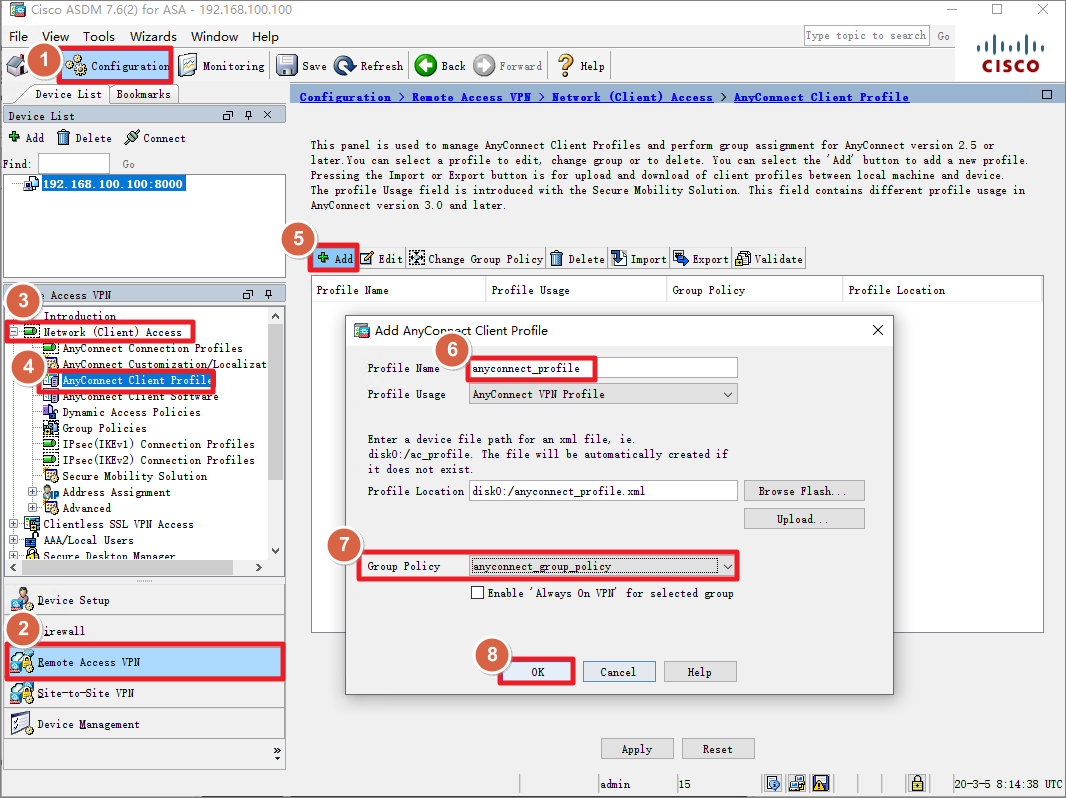 Cisco ASDM 7.6(2) for ASA - 192.168.100.100
File View Tools Wizards Window Help
Type topic to search Go
1 Configuration Monitoring Save Refresh Back Forward Help
CISCO
Device List Bookmarks
Configuration > Remote Access VPN > Network (Client) Access > AnyConnect Client Profile
Device List
Add Delete Connect
Find: Go
192.168.100.100:8000
This panel is used to manage AnyConnect Client Profiles and perform group assignment for AnyConnect version 2.5 or
later.You can select a profile to edit, change group or to delete. You can select the 'Add' button to add a new profile.
Pressing the Import or Export button is for upload and download of client profiles between local machine and device.
The profile Usage field is introduced with the Secure Mobility Solution. This field contains different profile usage in
AnyConnect version 3.0 and later.
5
Add Edit Change Group Policy Delete Import Export Validate
Profile Name Profile Usage Group Policy Profile Location
3 Access VPN
Introduction
Network (Client) Access
AnyConnect Connection Profiles
4 AnyConnect Customization/Localizat
AnyConnect Client Profile
AnyConnect Client Software
Dynamic Access Policies
Group Policies
IPsec(IKEv1) Connection Profiles
IPsec(IKEv2) Connection Profiles
Secure Mobility Solution
Address Assignment
Advanced
Clientless SSL VPN Access
AAA/Local Users
Secure Desktop Manager
Device Setup
2 Firewall
Remote Access VPN
Site-to-Site VPN
Device Management
Add AnyConnect Client Profile
6
Profile Name anyconnect_profile
Profile Usage AnyConnect VPN Profile
Enter a device file path for an xml file, ie.
disk0:/ac_profile. The file will be automatically created if
it does not exist.
Profile Location disk0:/anyconnect_profile.xml Browse Flash...
Upload...
7
Group Policy anyconnect_group_policy
Enable 'Always On VPN' for selected group
8
OK Cancel Help
Apply Reset
admin 15 20-3-5 8:14:38 UTC